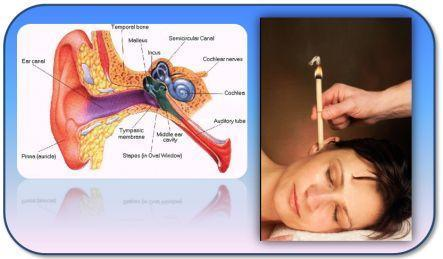 Temporal bone
Malleus
Semicircular Canal
Incus
Ear canal
Cochlear nerves
Cochlea
Auditory tube
Tympanic
membrane
Middle ear
cavity
Pinna (auricle)
Stapes (in Oval Window)